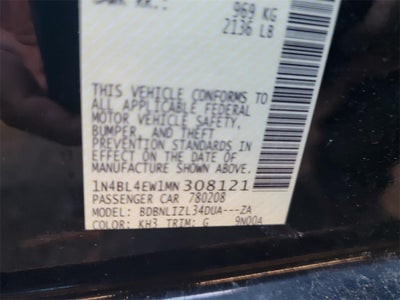 GAWR RR: 969 KG
2136 LB
THIS VEHICLE CONFORMS TO
ALL APPLICABLE FEDERAL
MOTOR VEHICLE SAFETY,
BUMPER, AND THEFT
PREVENTION STANDARDS IN
EFFECT ON THE DATE OF
MANUFACTURE SHOWN ABOVE.
1N4BL4EW1MN308121
PASSENGER CAR 780208
MODEL: BDBNLIZL34DUA---ZA
COLOR: KH3 TRIM: G 9N00A